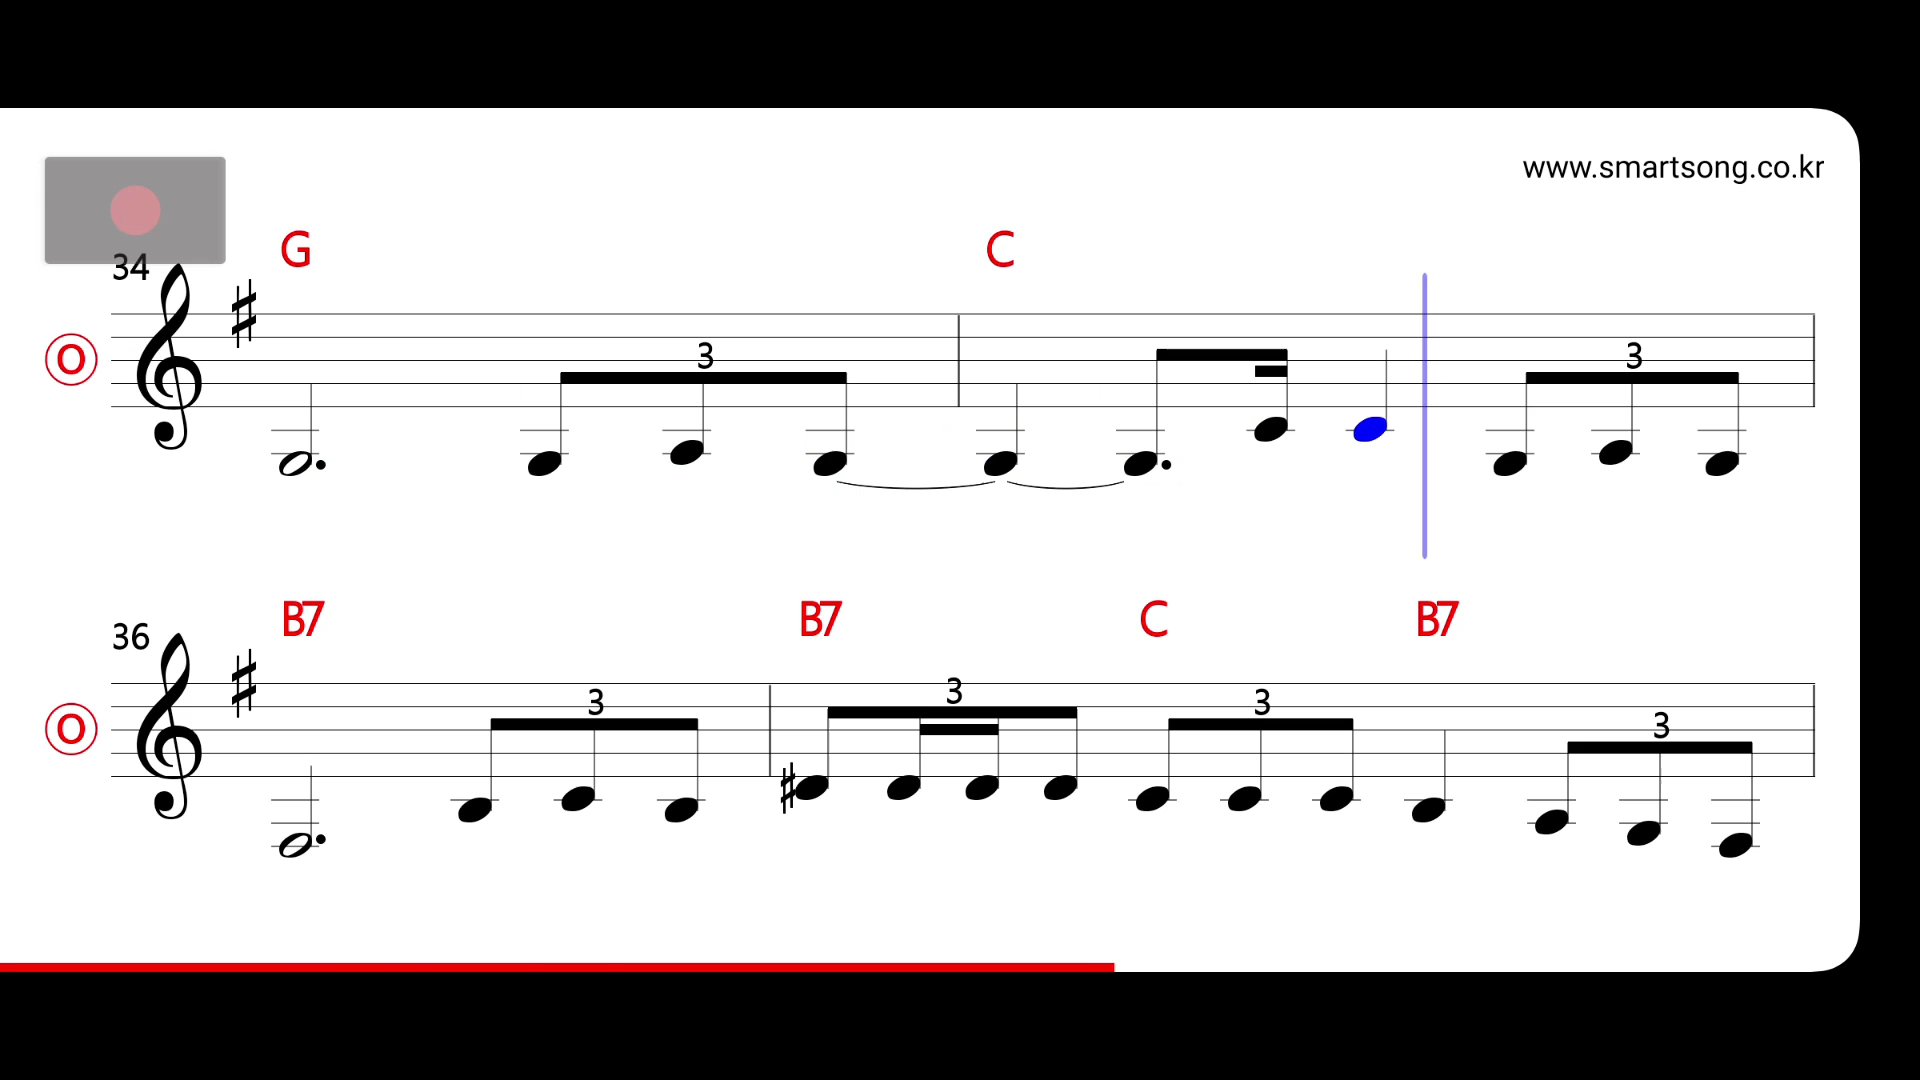 www.smartsong.co.kr
G C
34
O 3 3
B7 B7 C B7
36
3 3 3 3
O